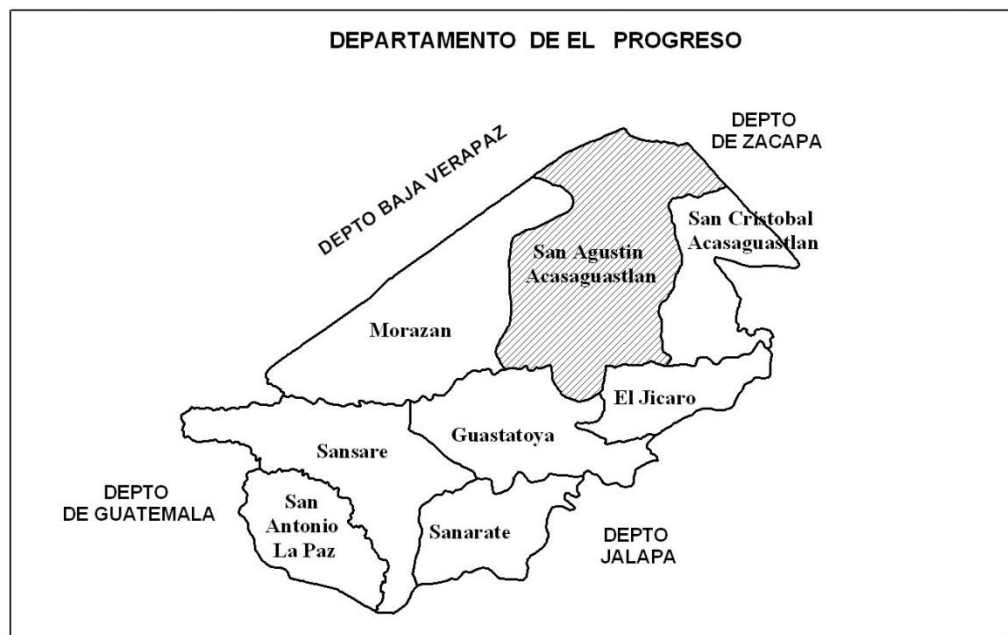 DEPARTAMENTO DE EL PROGRESO
DEPTO
DE ZACAPA
DEPTO BAJA VERAPAZ
San Cristobal
Acasaguastlan
San Agustin
Acasaguastlan
Morazan
El Jicaro
Guastatoya
Sansare
DEPTO
DE GUATEMALA
San
Antonio
La Paz
Sanarate
DEPTO
JALAPA